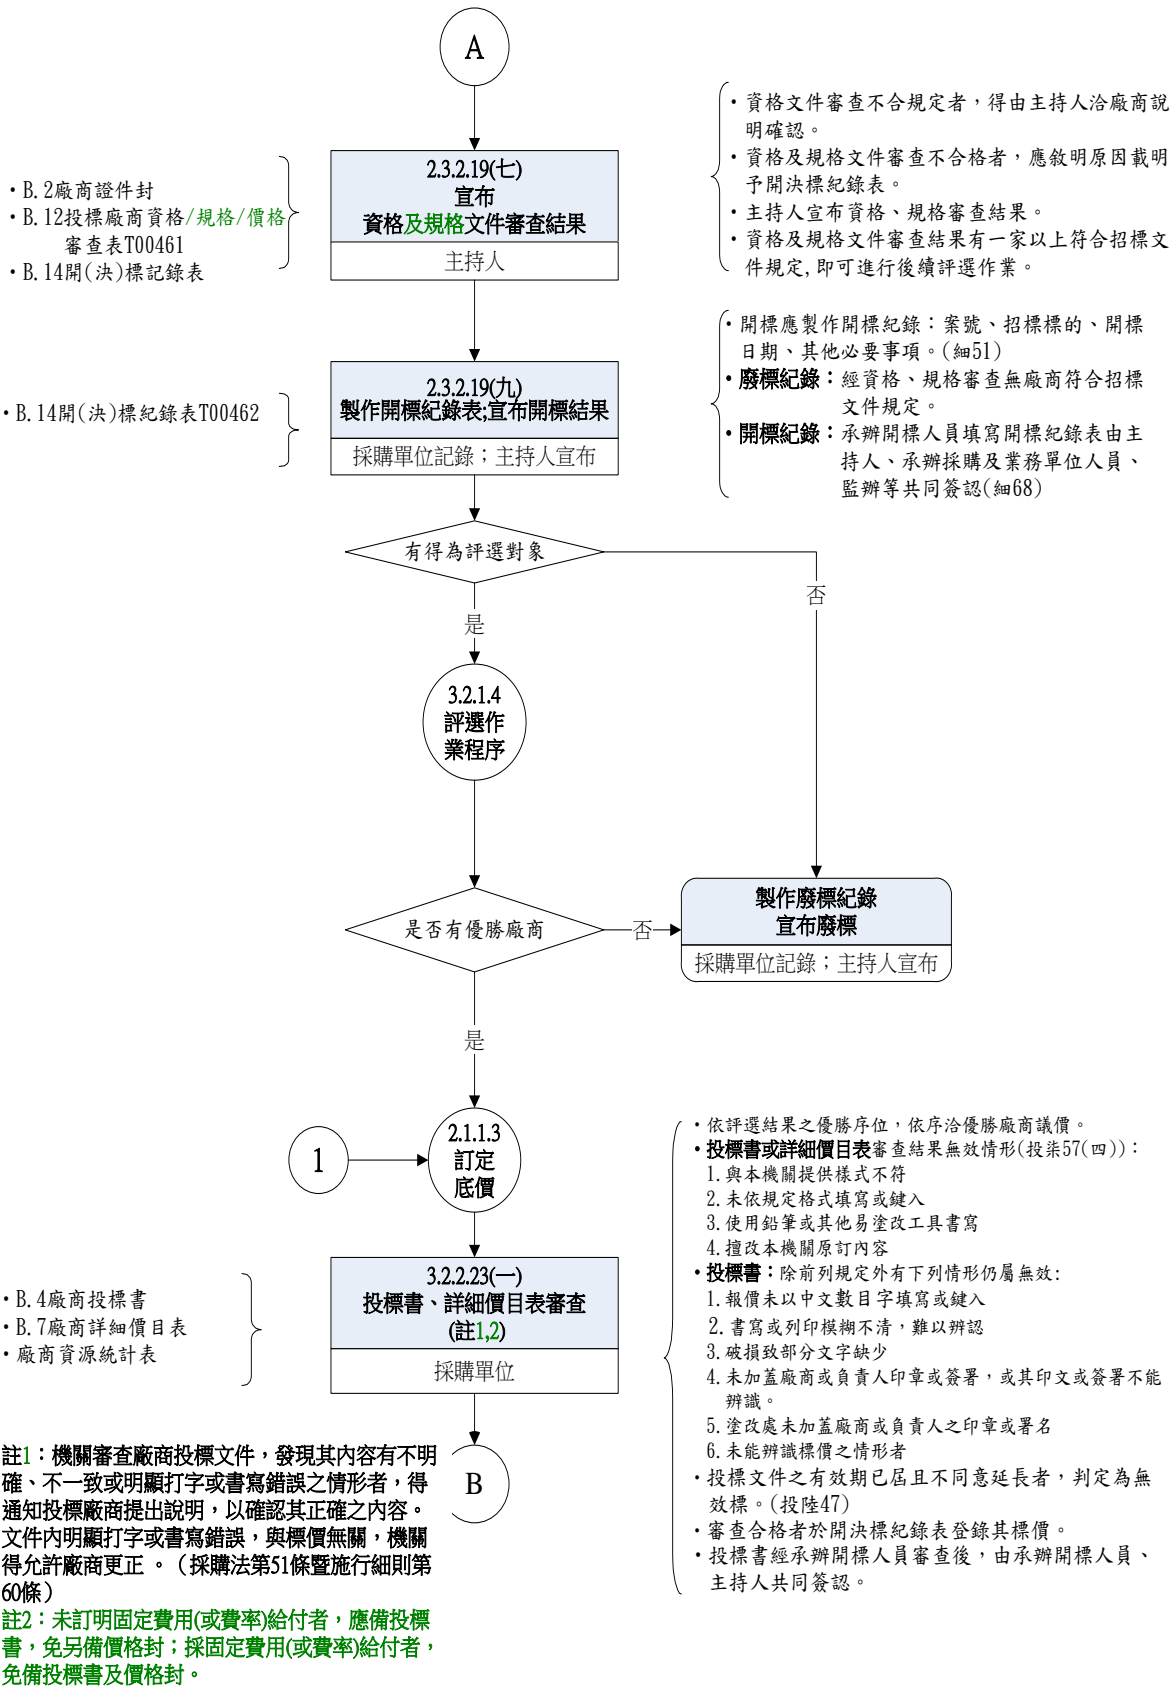 A
2.3.2.19(七)
宣布
資格及規格文件審查結果
主持人
・B.2廠商證件封
・B.12投標廠商資格/規格/價格
審查表T00461
・B.14開(決)標記錄表
・資格文件審查不合規定者，得由主持人洽廠商說
明確認。
・資格及規格文件審查不合格者，應敘明原因載明
予開決標紀錄表。
・主持人宣布資格、規格審查結果。
・資格及規格文件審查結果有一家以上符合招標文
件規定,即可進行後續評選作業。
2.3.2.19(九)
製作開標紀錄表;宣布開標結果
採購單位記錄；主持人宣布
・B.14開(決)標紀錄表T00462
・開標應製作開標紀錄：案號、招標標的、開標
日期、其他必要事項。(細51)
・廢標紀錄：經資格、規格審查無廠商符合招標
文件規定。
・開標紀錄：承辦開標人員填寫開標紀錄表由主
持人、承辦採購及業務單位人員、
監辦等共同簽認(細68)
有得為評選對象
否
是
3.2.1.4
評選作
業程序
是否有優勝廠商
否
製作廢標紀錄
宣布廢標
採購單位記錄；主持人宣布
是
1
2.1.1.3
訂定
底價
3.2.2.23(一)
投標書、詳細價目表審查
(註1,2)
採購單位
・B.4廠商投標書
・B.7廠商詳細價目表
・廠商資源統計表
・依評選結果之優勝序位，依序洽優勝廠商議價。
・投標書或詳細價目表審查結果無效情形(投柒57(四))：
1.與本機關提供樣式不符
2.未依規定格式填寫或鍵入
3.使用鉛筆或其他易塗改工具書寫
4.擅改本機關原訂內容
・投標書：除前列規定外有下列情形仍屬無效:
1.報價未以中文數目字填寫或鍵入
2.書寫或列印模糊不清，難以辨認
3.破損致部分文字缺少
4.未加蓋廠商或負責人印章或簽署，或其印文或簽署不能
辨識。
5.塗改處未加蓋廠商或負責人之印章或署名
6.未能辨識標價之情形者
・投標文件之有效期已屆且不同意延長者，判定為無
效標。(投陸47)
・審查合格者於開決標紀錄表登錄其標價。
・投標書經承辦開標人員審查後，由承辦開標人員、
主持人共同簽認。
B
註1：機關審查廠商投標文件，發現其內容有不明
確、不一致或明顯打字或書寫錯誤之情形者，得
通知投標廠商提出說明，以確認其正確之內容。
文件內明顯打字或書寫錯誤，與標價無關，機關
得允許廠商更正 。（採購法第51條暨施行細則第
60條）
註2：未訂明固定費用(或費率)給付者，應備投標
書，免另備價格封；採固定費用(或費率)給付者，
免備投標書及價格封。